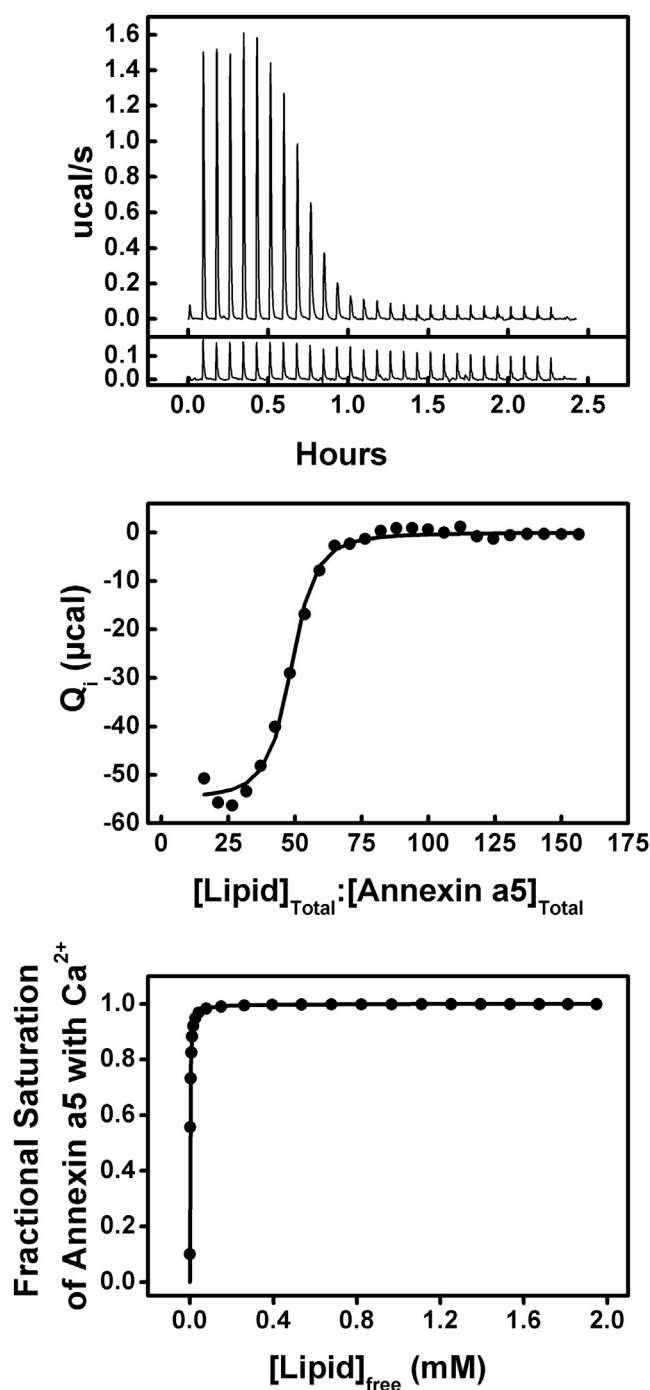 1.6
1.4
1.2
1.0
0.8
0.6
0.4
0.2
0.0
ucal/s
0.1
0.0
0.0 0.5 1.0 1.5 2.0 2.5
Hours
0
-10
-20
-30
-40
-50
-60
Qi (µcal)
0 25 50 75 100 125 150 175
[Lipid]Total:[Annexin a5]Total
1.0
0.8
0.6
0.4
0.2
0.0
Fractional Saturation
of Annexin a5 with Ca2+
0.0 0.4 0.8 1.2 1.6 2.0
[Lipid]free (mM)